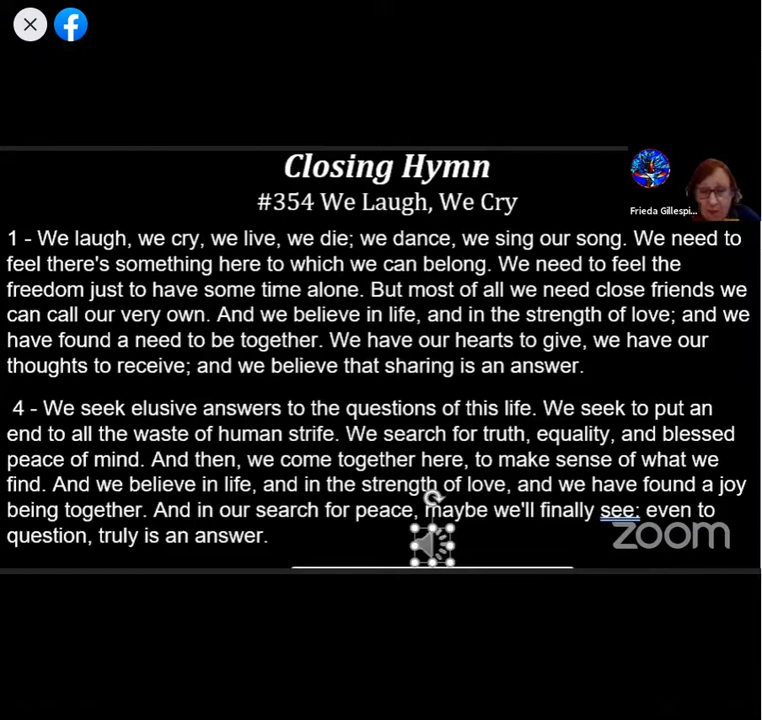 Closing Hymn
#354 We Laugh, We Cry
Frieda Gillespi...
1 - We laugh, we cry, we live, we die; we dance, we sing our song. We need to
feel there's something here to which we can belong. We need to feel the
freedom just to have some time alone. But most of all we need close friends we
can call our very own. And we believe in life, and in the strength of love; and we
have found a need to be together. We have our hearts to give, we have our
thoughts to receive; and we believe that sharing is an answer.
4 - We seek elusive answers to the questions of this life. We seek to put an
end to all the waste of human strife. We search for truth, equality, and blessed
peace of mind. And then, we come together here, to make sense of what we
find. And we believe in life, and in the strength of love, and we have found a joy
being together. And in our search for peace, maybe we'll finally see: even to
question, truly is an answer.
zoom